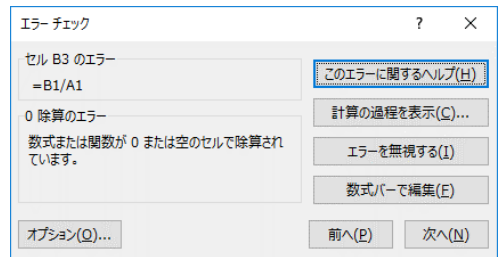 エラー チェック
? ×
セル B3 のエラー
=B1/A1
0 除算のエラー
数式または関数が 0 または空のセルで除算され
ています。
このエラーに関するヘルプ(H)
計算の過程を表示(C)...
エラーを無視する(I)
数式バーで編集(F)
オプション(O)...
前へ(P)
次へ(N)